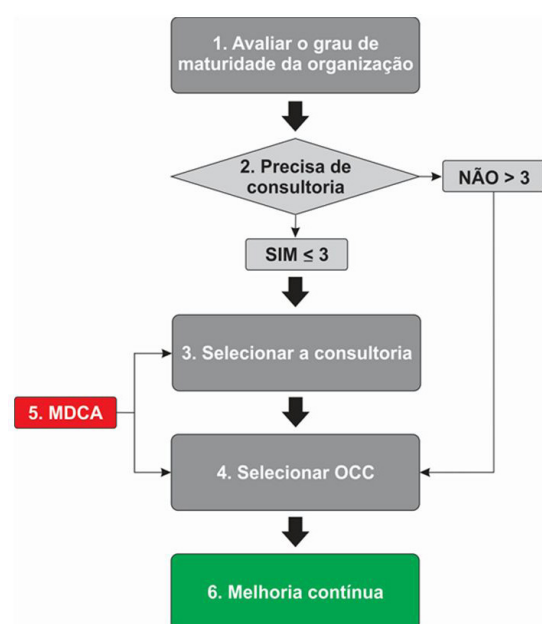 1. Avaliar o grau de
maturidade da organização
2. Precisa de
consultoria
NÃO > 3
SIM ≤ 3
3. Selecionar a consultoria
5. MDCA
4. Selecionar OCC
6. Melhoria contínua